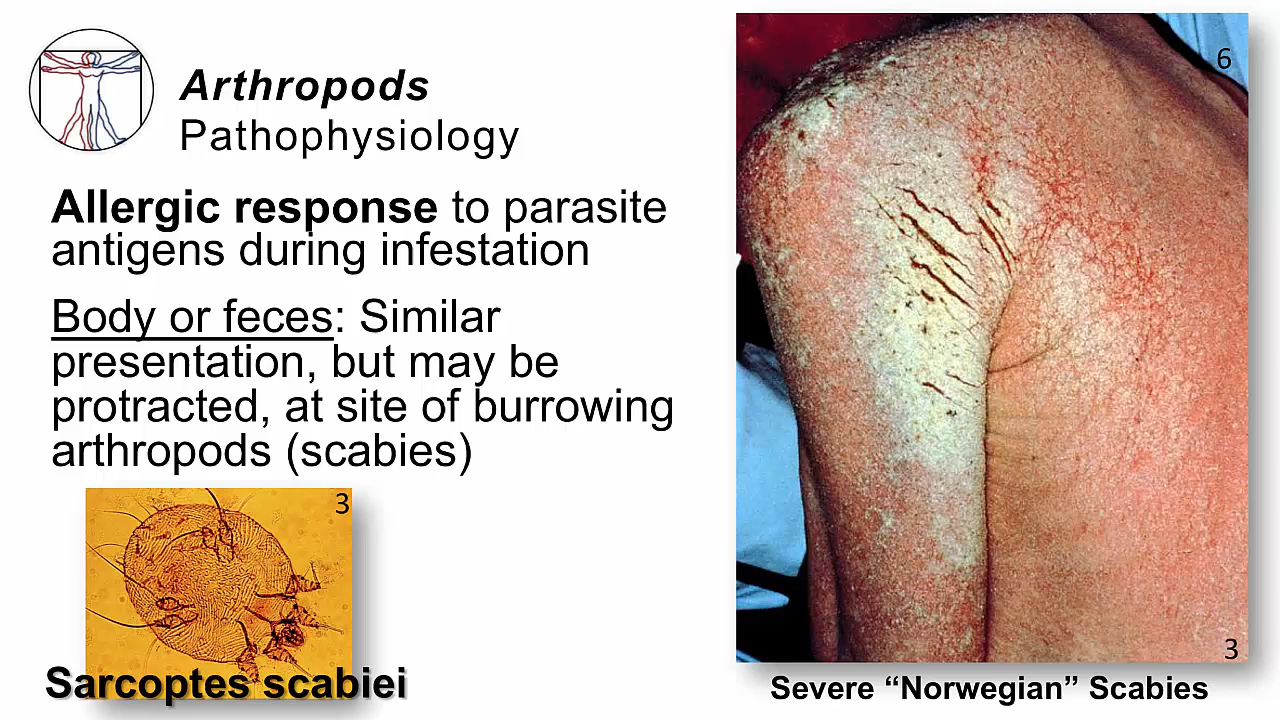 Arthropods
Pathophysiology
Allergic response to parasite
antigens during infestation
Body or feces: Similar
presentation, but may be
protracted, at site of burrowing
arthropods (scabies)
3
Sarcoptes scabiei
6
3
Severe “Norwegian” Scabies